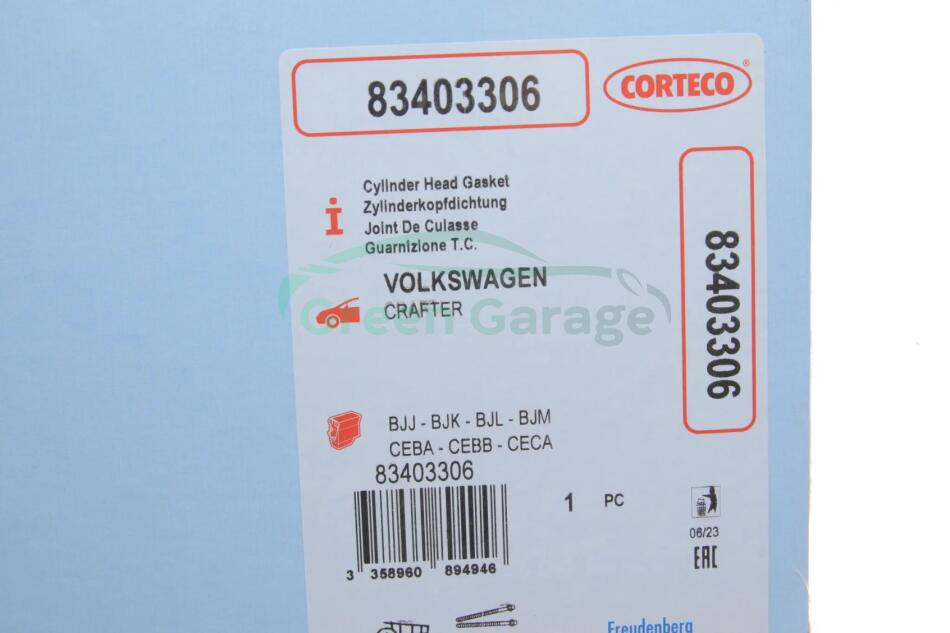 83403306
CORTECO®
Cylinder Head Gasket
Zylinderkopfdichtung
Joint De Culasse
Guarnizione T.C.
VOLKSWAGEN
CRAFTER
Green Garage
83403306
BJJ - BJK - BJL - BJM
CEBA - CEBB - CECA
83403306
1 PC
3 358960 894946
06/23
EAC
Freudenberg